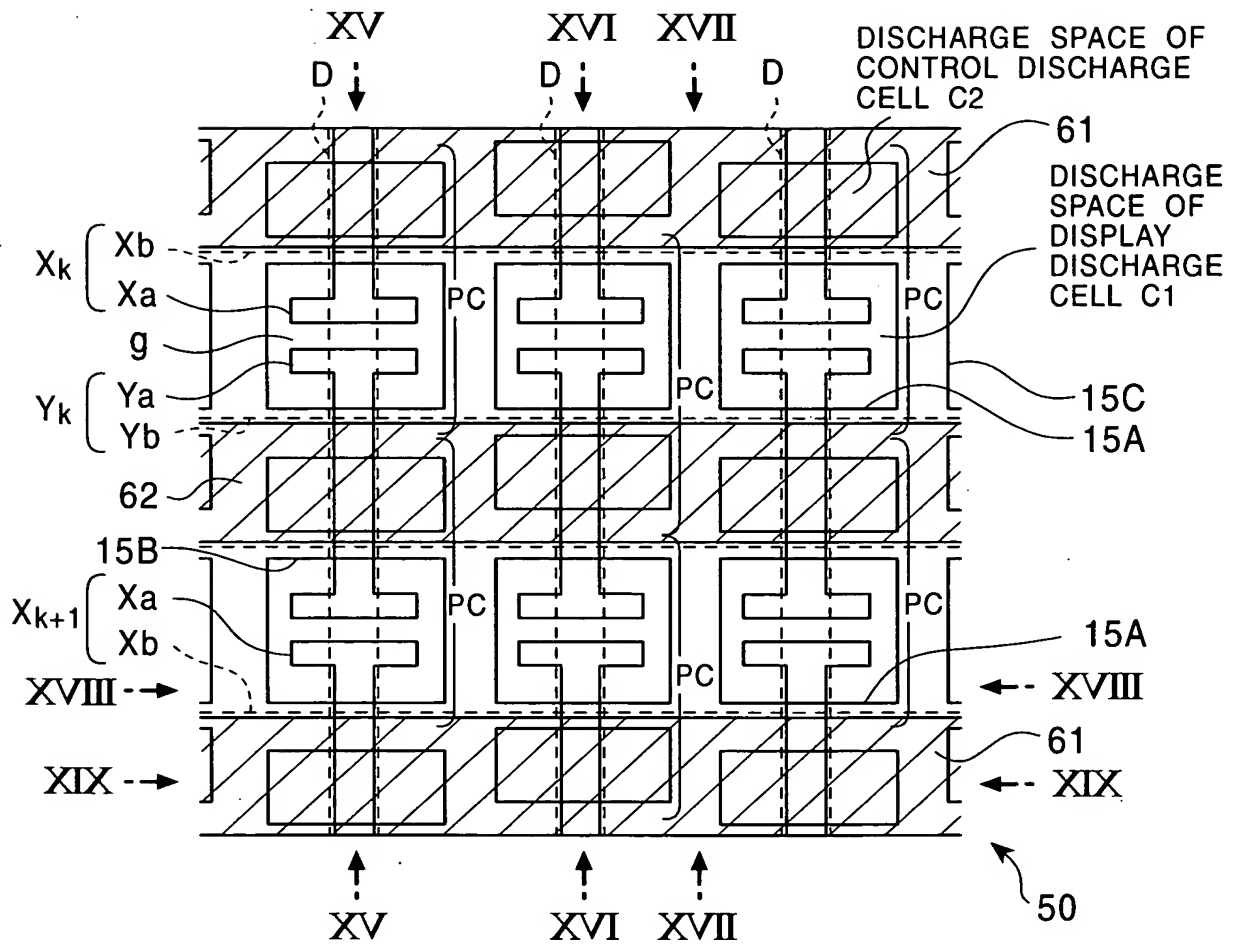 XV
XVI
XVII
DISCHARGE SPACE OF
CONTROL DISCHARGE
CELL C2
D
D
D
61
DISCHARGE
SPACE OF
DISPLAY
DISCHARGE
CELL C1
Xk
Xb
Xa
g
PC
PC
PC
Yk
Ya
Yb
15C
15A
62
15B
Xk+1
Xa
Xb
PC
PC
PC
15A
XVIII
XVIII
61
XIX
XIX
XV
XVI
XVII
50